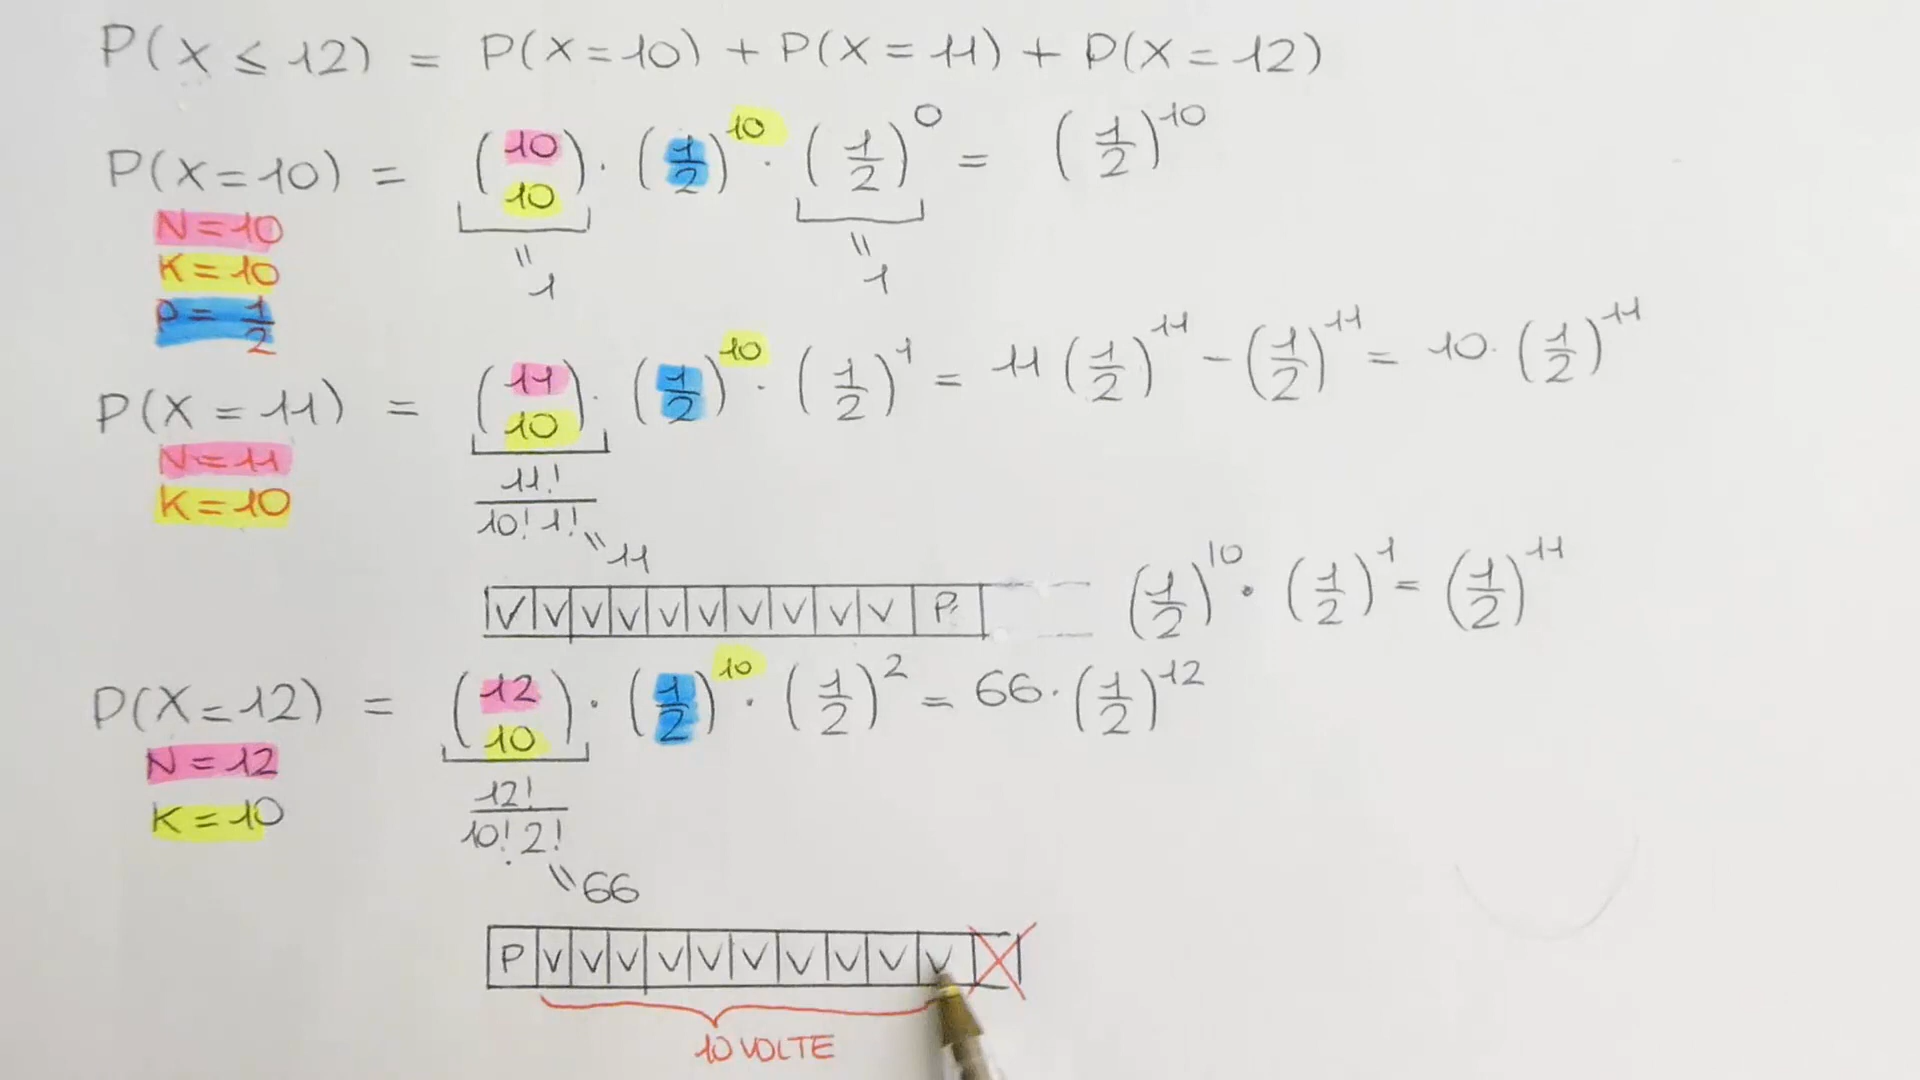 P(X ≤ 12) = P(X=10) + P(X=11) + P(X=12)
P(X=10) = (10 10) · (1/2)^10 · (1/2)^0 = (1/2)^10
N=10
K=10
P= 1/2
= 1
= 1
P(X=11) = (11 10) · (1/2)^10 · (1/2)^1 = 11 (1/2)^11 - (1/2)^11 = 10 · (1/2)^11
N=11
K=10
11!
10! 1!
= 11
V V V V V V V V V V P
(1/2)^10 · (1/2)^1 = (1/2)^11
P(X=12) = (12 10) · (1/2)^10 · (1/2)^2 = 66 · (1/2)^12
N=12
K=10
12!
10! 2!
= 66
P V V V V V V V V V V
10 VOLTE